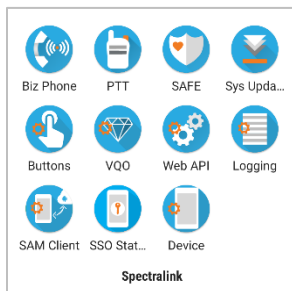 Biz Phone PTT SAFE Sys Upda...
Buttons VQO Web API Logging
SAM Client SSO Stat... Device
Spectralink